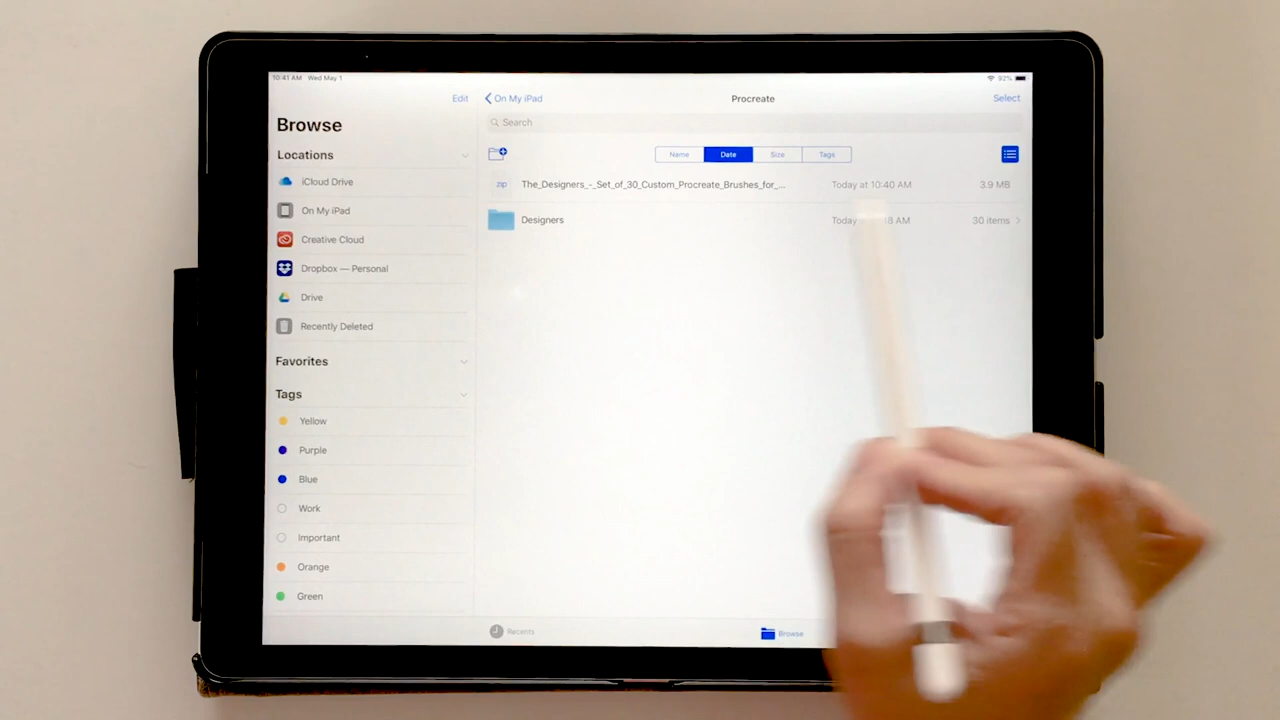 10:41 AM Wed May 1
92%
Edit
On My iPad
Procreate
Select
Browse
Search
Locations
Name
Date
Size
Tags
zip
The_Designers_-_Set_of_30_Custom_Procreate_Brushes_for_...
Today at 10:40 AM
3.9 MB
iCloud Drive
On My iPad
Designers
Today
8 AM
30 items
Creative Cloud
Dropbox — Personal
Drive
Recently Deleted
Favorites
Tags
Yellow
Purple
Blue
Work
Important
Orange
Green
Recents
Browse